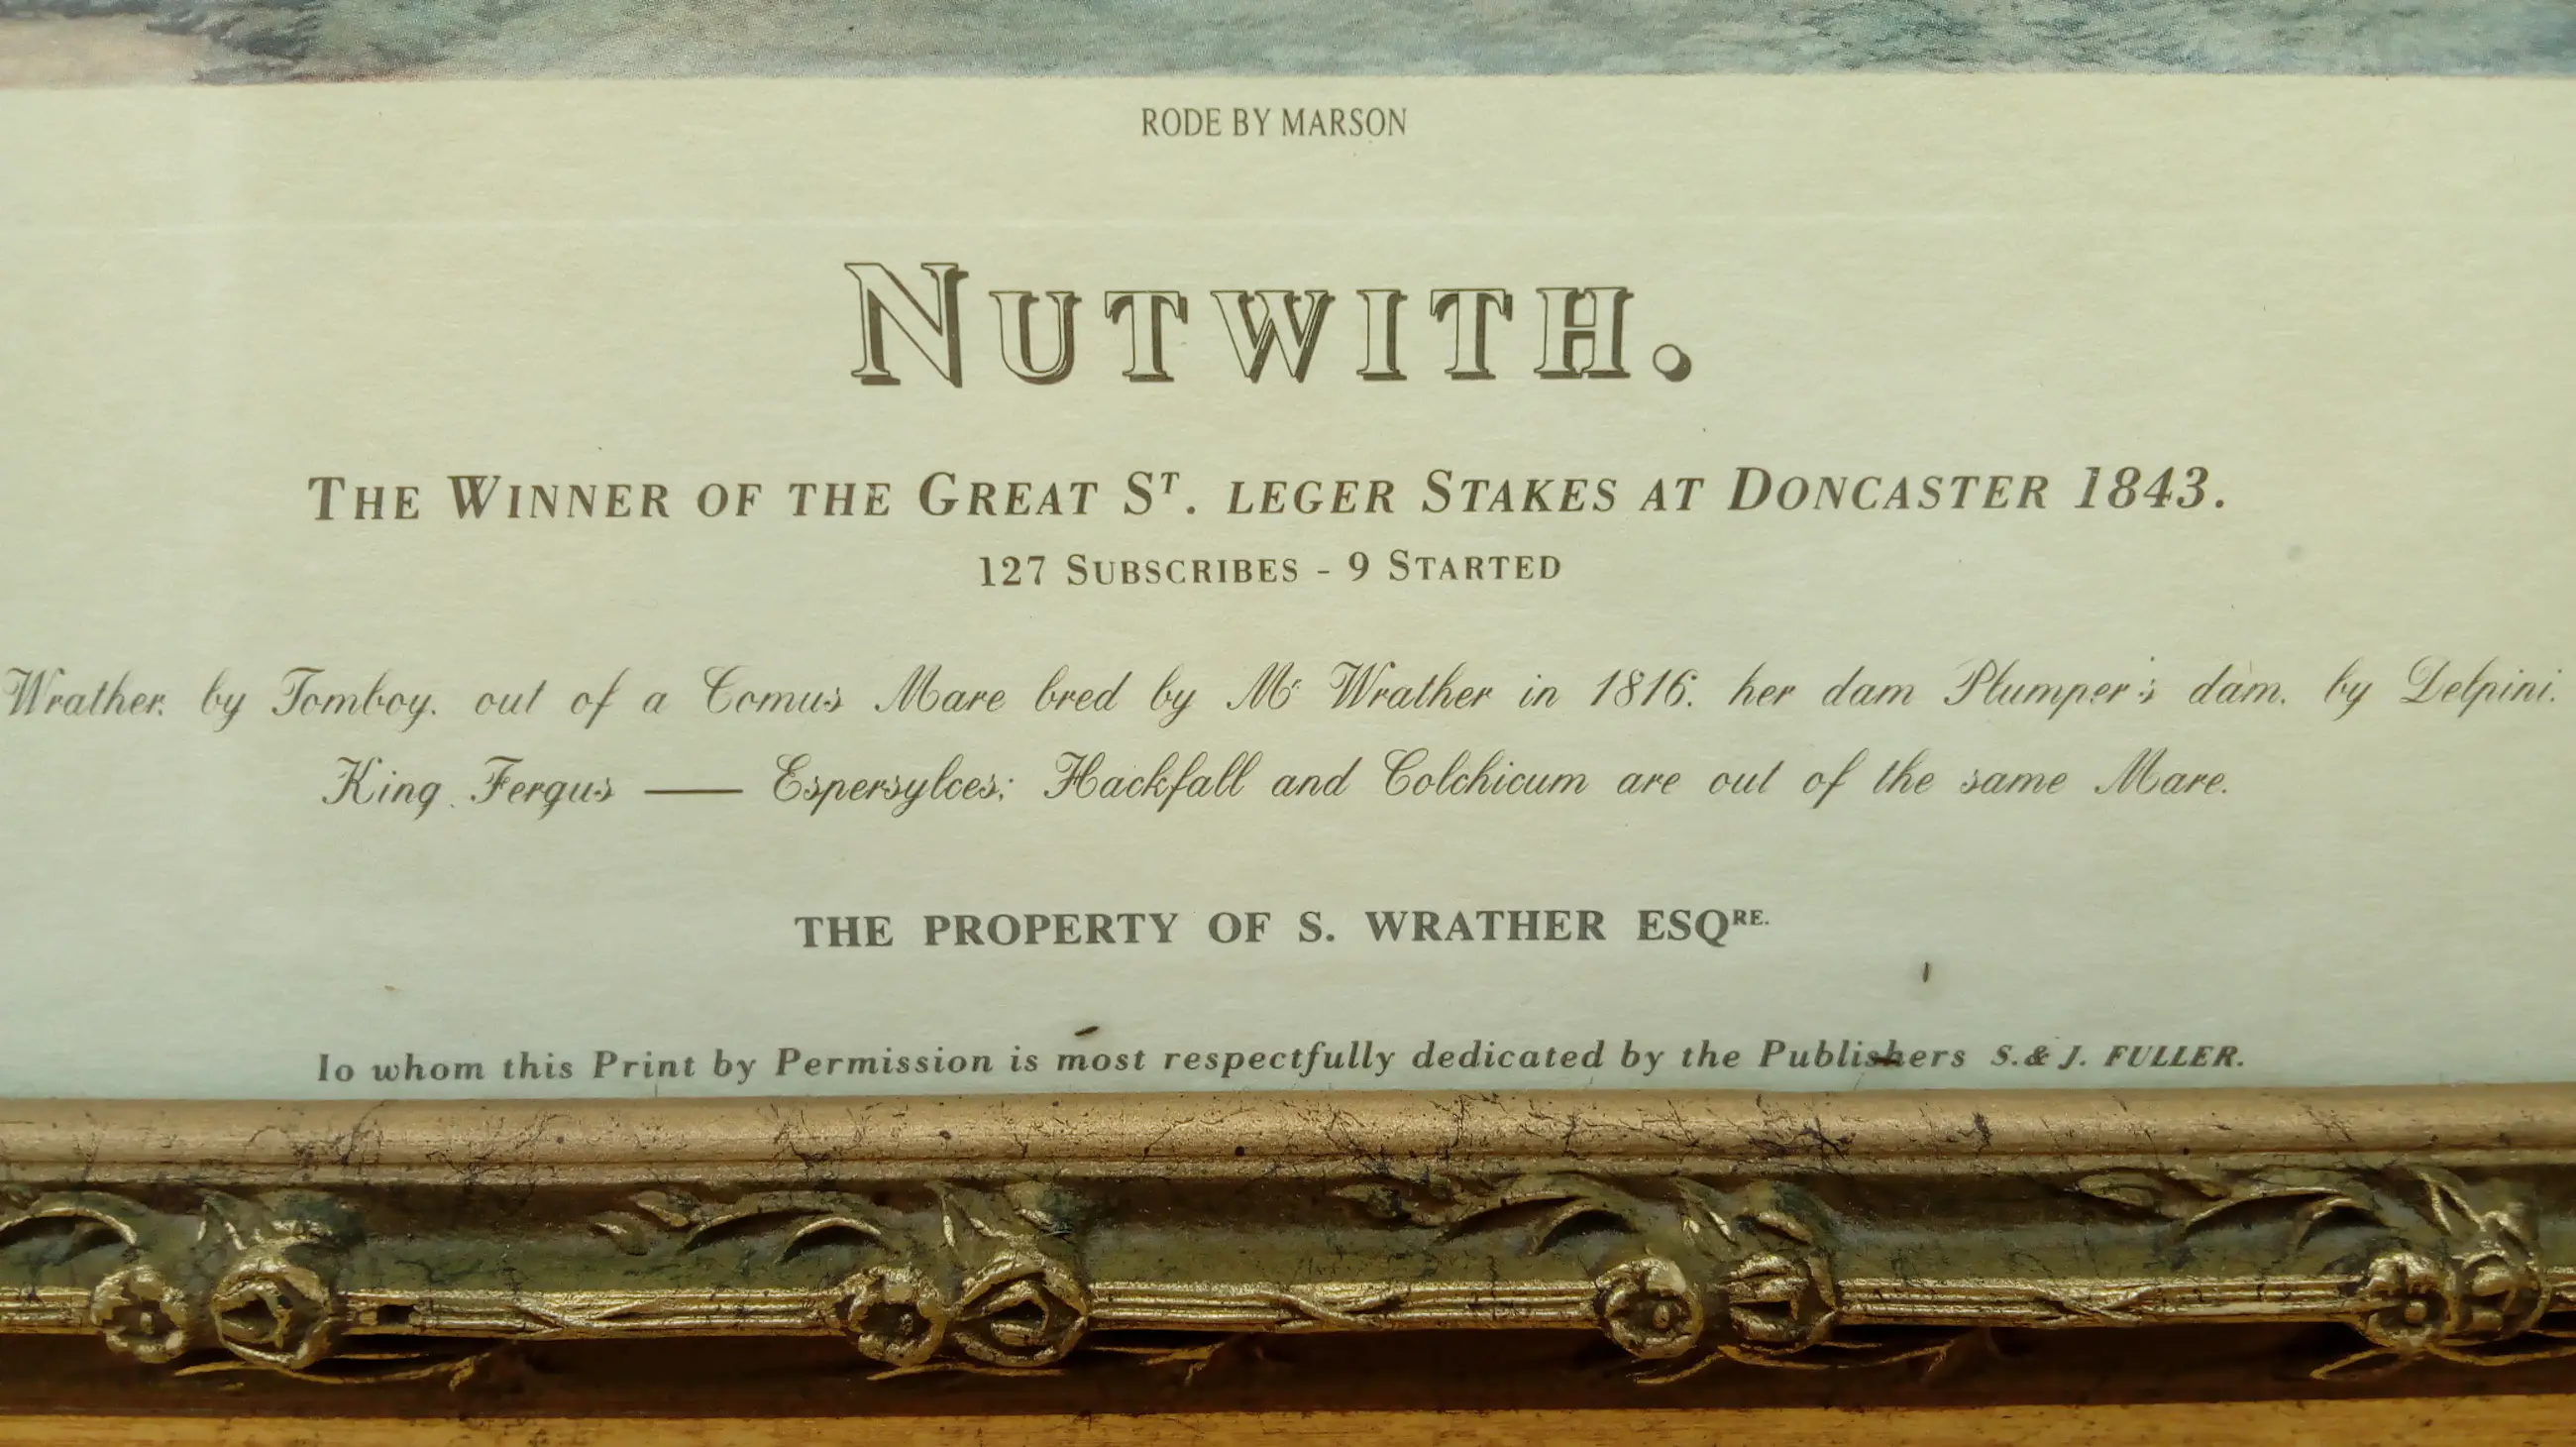 RODE BY MARSON
NUTWITH.
THE WINNER OF THE GREAT ST. LEGER STAKES AT DONCASTER 1843.
127 SUBSCRIBES - 9 STARTED
Wrather. by Tomboy. out of a Comus Mare bred by Mr Wrather in 1816. her dam Plumper's dam. by Delpini.
King Fergus — Espersylces; Hackfall and Colchicum are out of the same Mare.
THE PROPERTY OF S. WRATHER ESQRE.
Io whom this Print by Permission is most respectfully dedicated by the Publishers S. & J. FULLER.